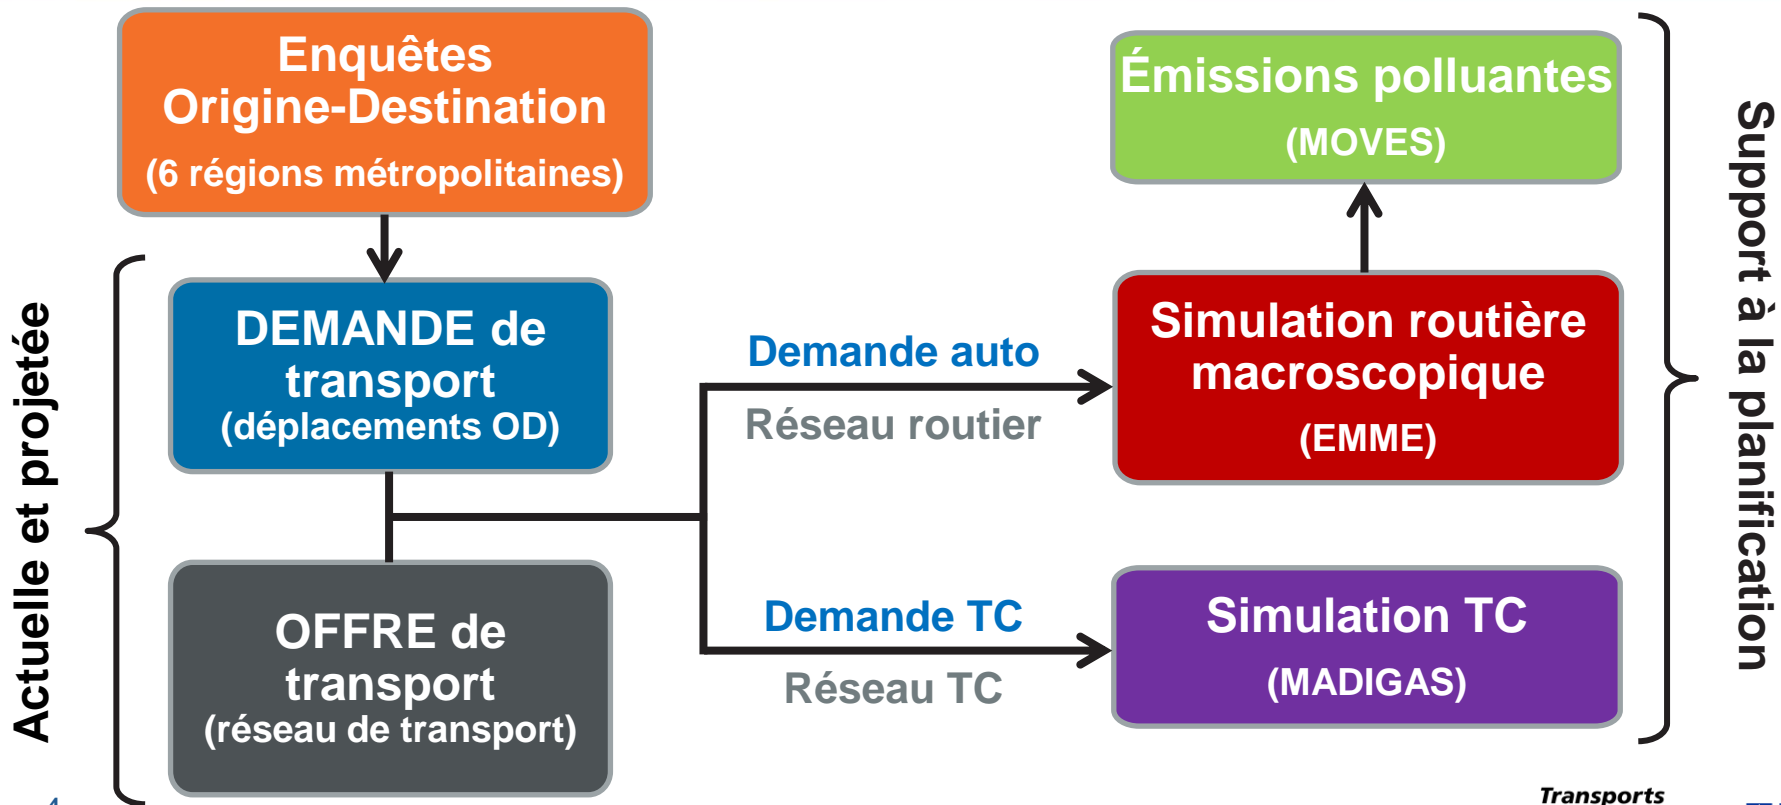 Enquêtes
Origine-Destination
(6 régions métropolitaines)
Actuelle et projetée
DEMANDE de
transport
(déplacements OD)
OFFRE de
transport
(réseau de transport)
Demande auto
Réseau routier
Demande TC
Réseau TC
Émissions polluantes
(MOVES)
Simulation routière
macroscopique
(EMME)
Simulation TC
(MADIGAS)
Support à la planification
Transports